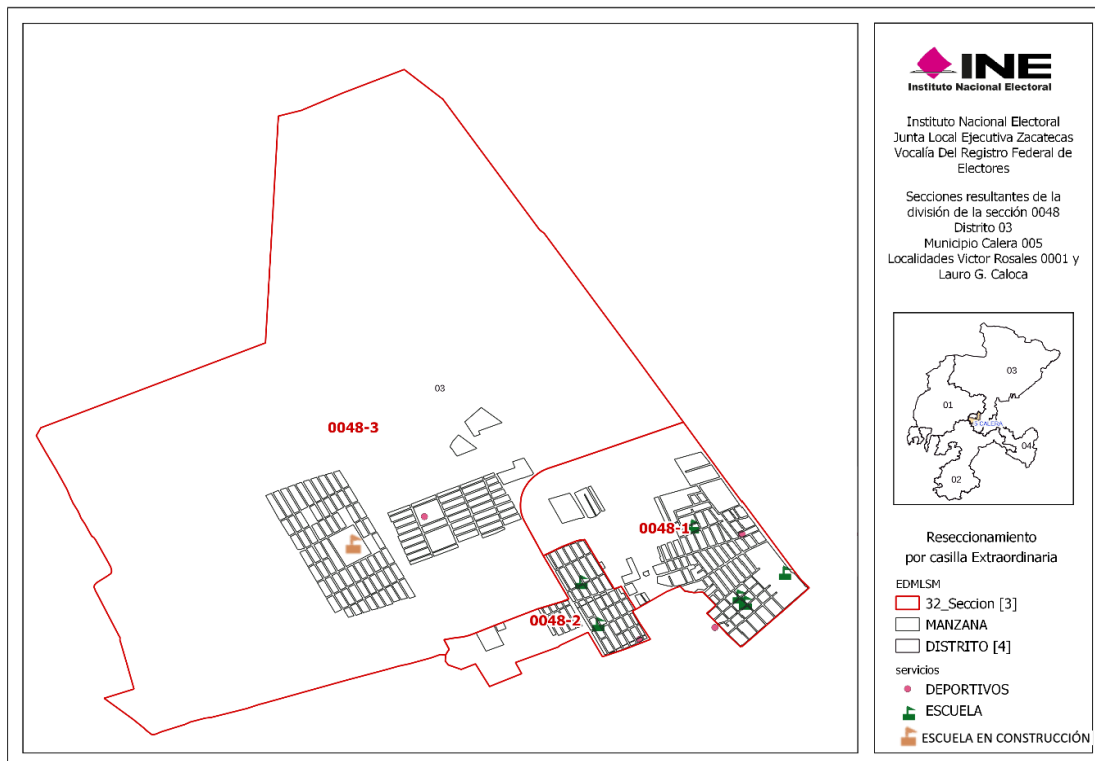 03
0048-3
0048-1
0048-2
INE
Instituto Nacional Electoral
Instituto Nacional Electoral
Junta Local Ejecutiva Zacatecas
Vocalía Del Registro Federal de
Electores
Secciones resultantes de la
división de la sección 0048
Distrito 03
Municipio Calera 005
Localidades Victor Rosales 0001 y
Lauro G. Caloca
03
01
CALERA
04
02
Reseccionamiento
por casilla Extraordinaria
EDMLSM
32_Seccion [3]
MANZANA
DISTRITO [4]
servicios
DEPORTIVOS
ESCUELA
ESCUELA EN CONSTRUCCIÓN